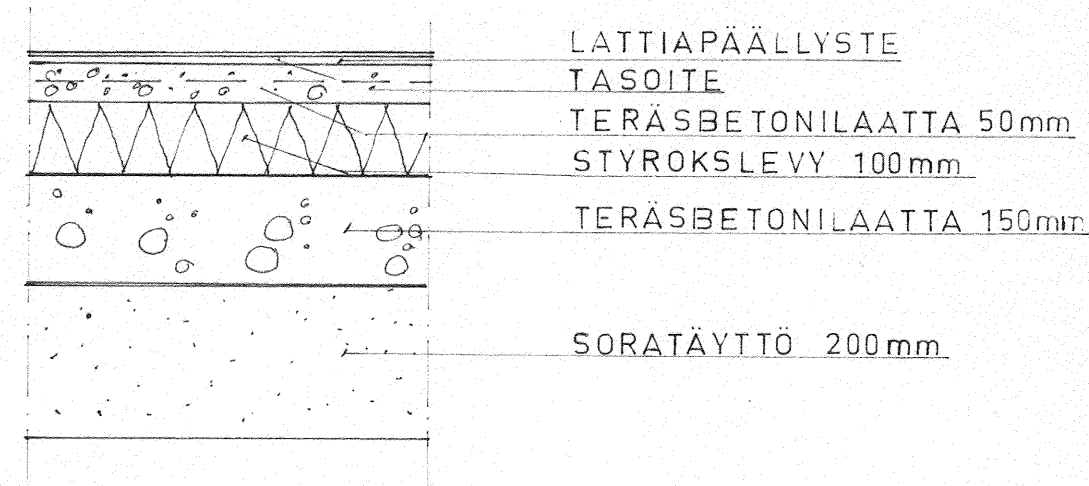 LATTIAPÄÄLLYSTE
TASOITE
TERÄSBETONILAATTA 50mm
STYROKSLEVY 100mm
TERÄSBETONILAATTA 150mm
SORATÄYTTÖ 200mm